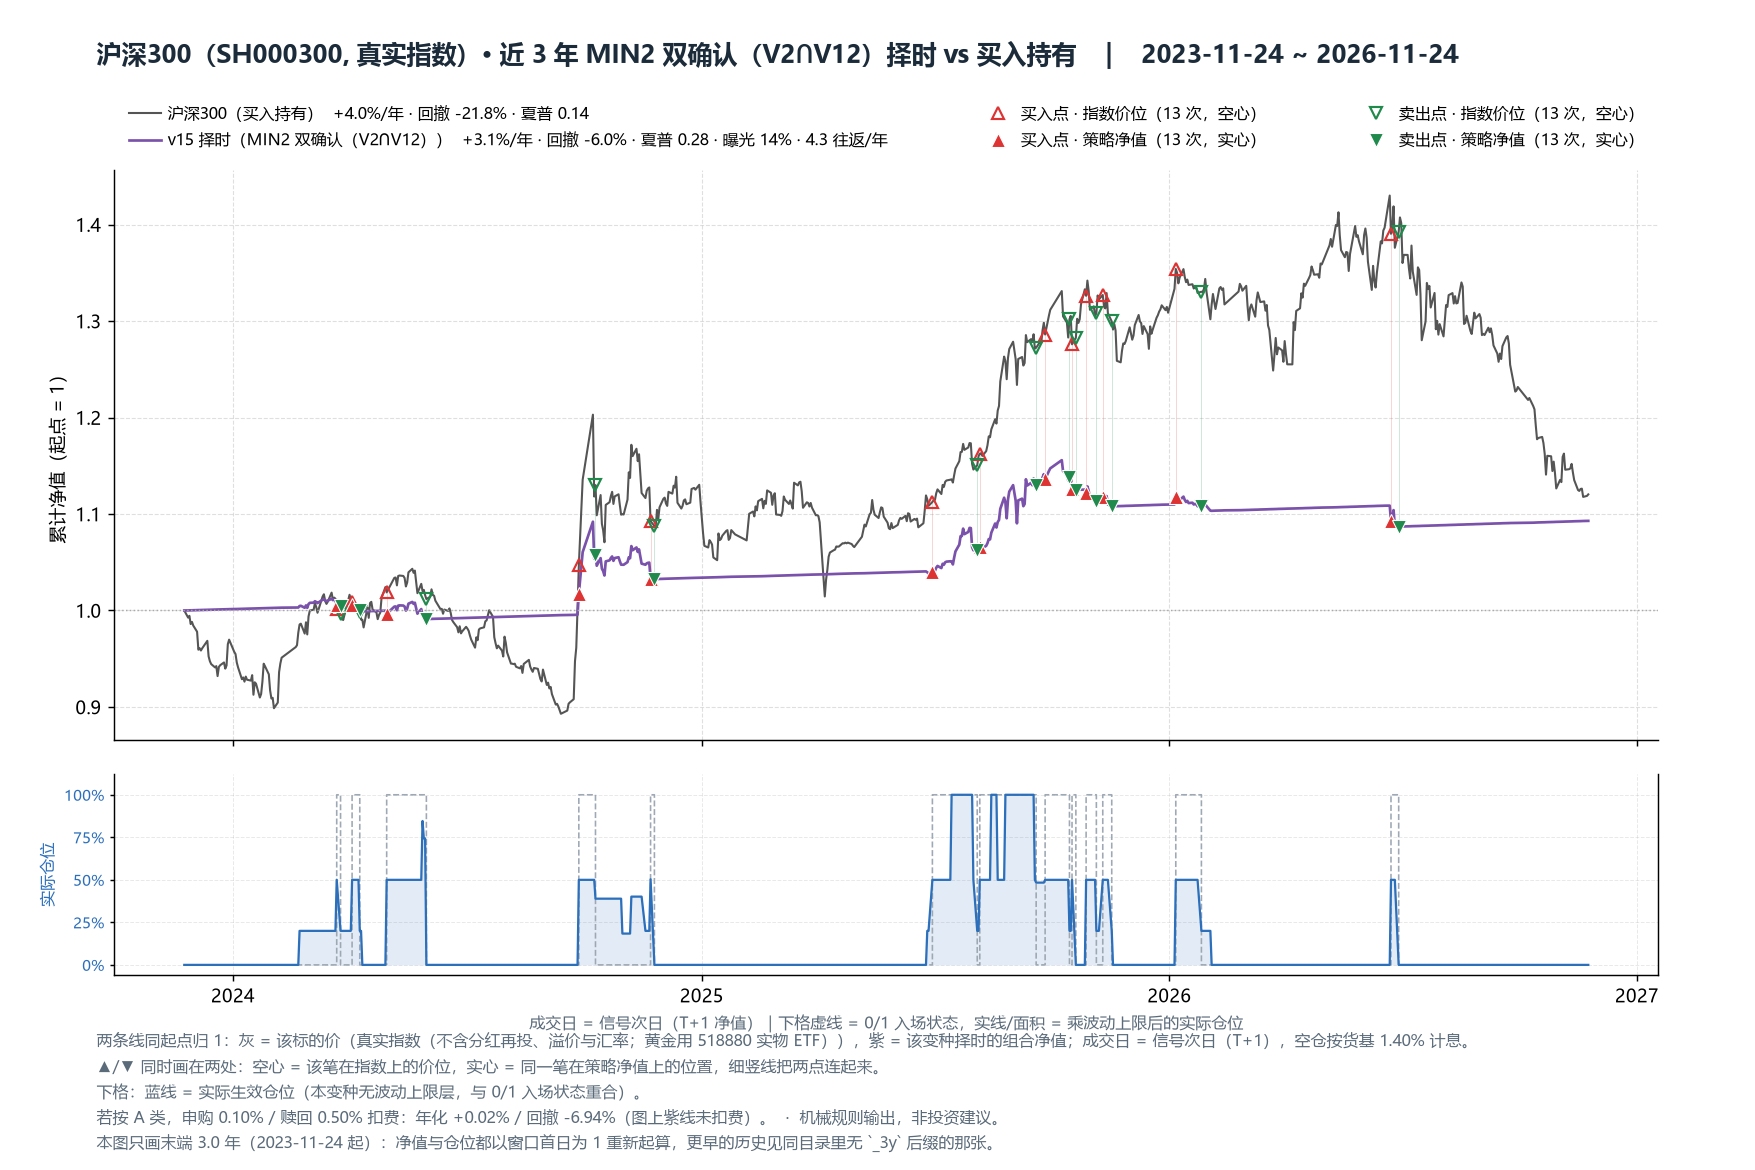 沪深300（SH000300, 真实指数）• 近 3 年 MIN2 双确认（V2∩V12）择时 vs 买入持有 | 2023-11-24 ~ 2026-11-24
沪深300（买入持有） +4.0%/年 · 回撤 -21.8% · 夏普 0.14
v15 择时（MIN2 双确认（V2∩V12）） +3.1%/年 · 回撤 -6.0% · 夏普 0.28 · 曝光 14% · 4.3 往返/年
买入点 · 指数价位（13 次，空心）
买入点 · 策略净值（13 次，实心）
卖出点 · 指数价位（13 次，空心）
卖出点 · 策略净值（13 次，实心）
累计净值（起点 = 1）
1.4
1.3
1.2
1.1
1.0
0.9
实际仓位
100%
75%
50%
25%
0%
2024
2025
2026
2027
成交日 = 信号次日（T+1 净值）| 下格虚线 = 0/1 入场状态，实线/面积 = 乘波动上限后的实际仓位
两条线同起点归 1：灰 = 该标的价（真实指数（不含分红再投、溢价与汇率；黄金用 518880 实物 ETF）），紫 = 该变种择时的组合净值；成交日 = 信号次日（T+1），空仓按货基 1.40% 计息。
▲/▼ 同时画在两处：空心 = 该笔在指数上的价位，实心 = 同一笔在策略净值上的位置，细竖线把两点连起来。
下格：蓝线 = 实际生效仓位（本变种无波动上限层，与 0/1 入场状态重合）。
若按 A 类，申购 0.10% / 赎回 0.50% 扣费：年化 +0.02% / 回撤 -6.94%（图上紫线未扣费）。 · 机械规则输出，非投资建议。
本图只画末端 3.0 年（2023-11-24 起）：净值与仓位都以窗口首日为 1 重新起算，更早的历史见同目录里无 `_3y` 后缀的那张。